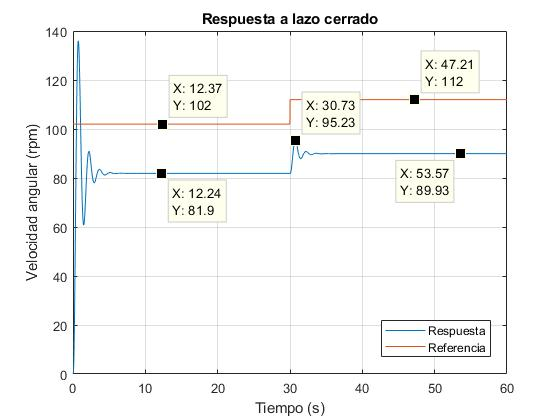 Respuesta a lazo cerrado
140
120
100
80
60
40
20
0
Velocidad angular (rpm)
X: 12.37
Y: 102
X: 47.21
Y: 112
X: 30.73
Y: 95.23
X: 12.24
Y: 81.9
X: 53.57
Y: 89.93
Respuesta
Referencia
0 10 20 30 40 50 60
Tiempo (s)